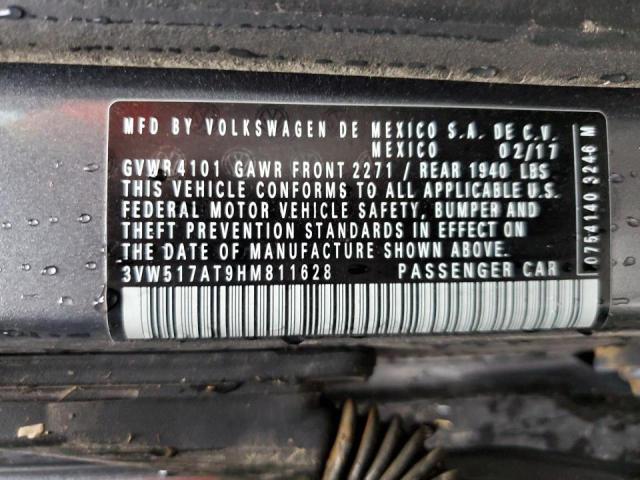 MFD BY VOLKSWAGEN DE MEXICO S.A. DE C.V.
MEXICO 02/17
GVWR 4101 GAWR FRONT 2271 / REAR 1940 LBS
THIS VEHICLE CONFORMS TO ALL APPLICABLE U.S.
FEDERAL MOTOR VEHICLE SAFETY, BUMPER AND
THEFT PREVENTION STANDARDS IN EFFECT ON
THE DATE OF MANUFACTURE SHOWN ABOVE.
3VW517AT9HM811628 PASSENGER CAR
0754140 3246 M